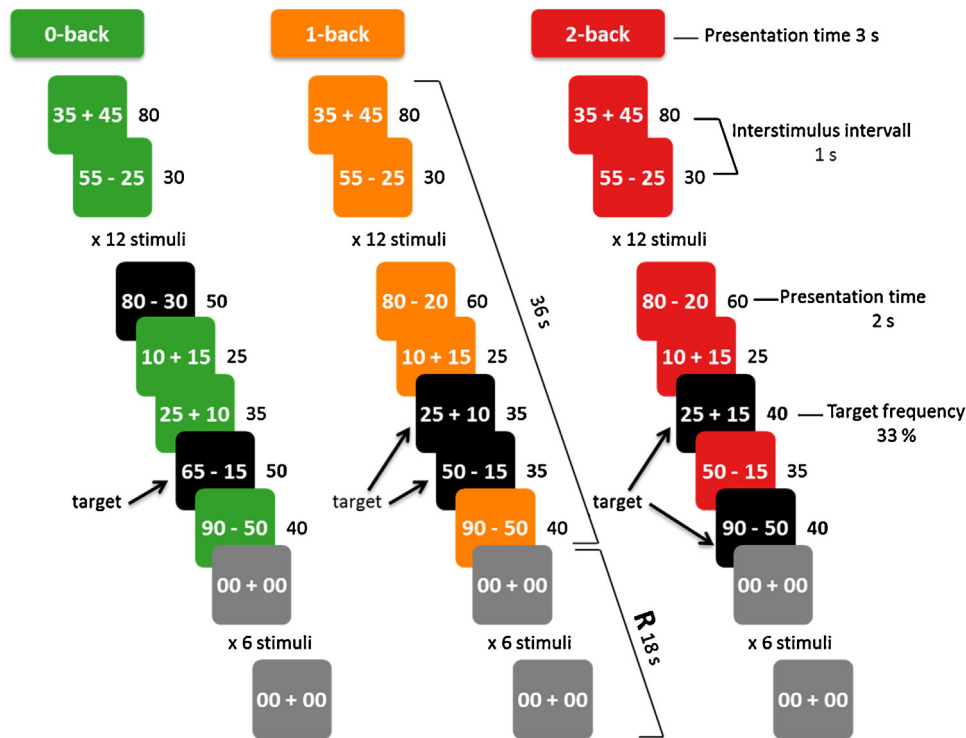 0-back
1-back
2-back
Presentation time 3 s
35 + 45 80
35 + 45 80
35 + 45 80
Interstimulus intervall
1 s
55 - 25 30
55 - 25 30
55 - 25 30
x 12 stimuli
x 12 stimuli
x 12 stimuli
80 - 30 50
80 - 20 60
80 - 20 60
Presentation time
2 s
36 s
10 + 15 25
10 + 15 25
10 + 15 25
25 + 10 35
25 + 10 35
25 + 15 40
Target frequency
33 %
65 - 15 50
50 - 15 35
50 - 15 35
target
target
target
90 - 50 40
90 - 50 40
90 - 50 40
00 + 00
00 + 00
00 + 00
R 18 s
x 6 stimuli
x 6 stimuli
x 6 stimuli
00 + 00
00 + 00
00 + 00